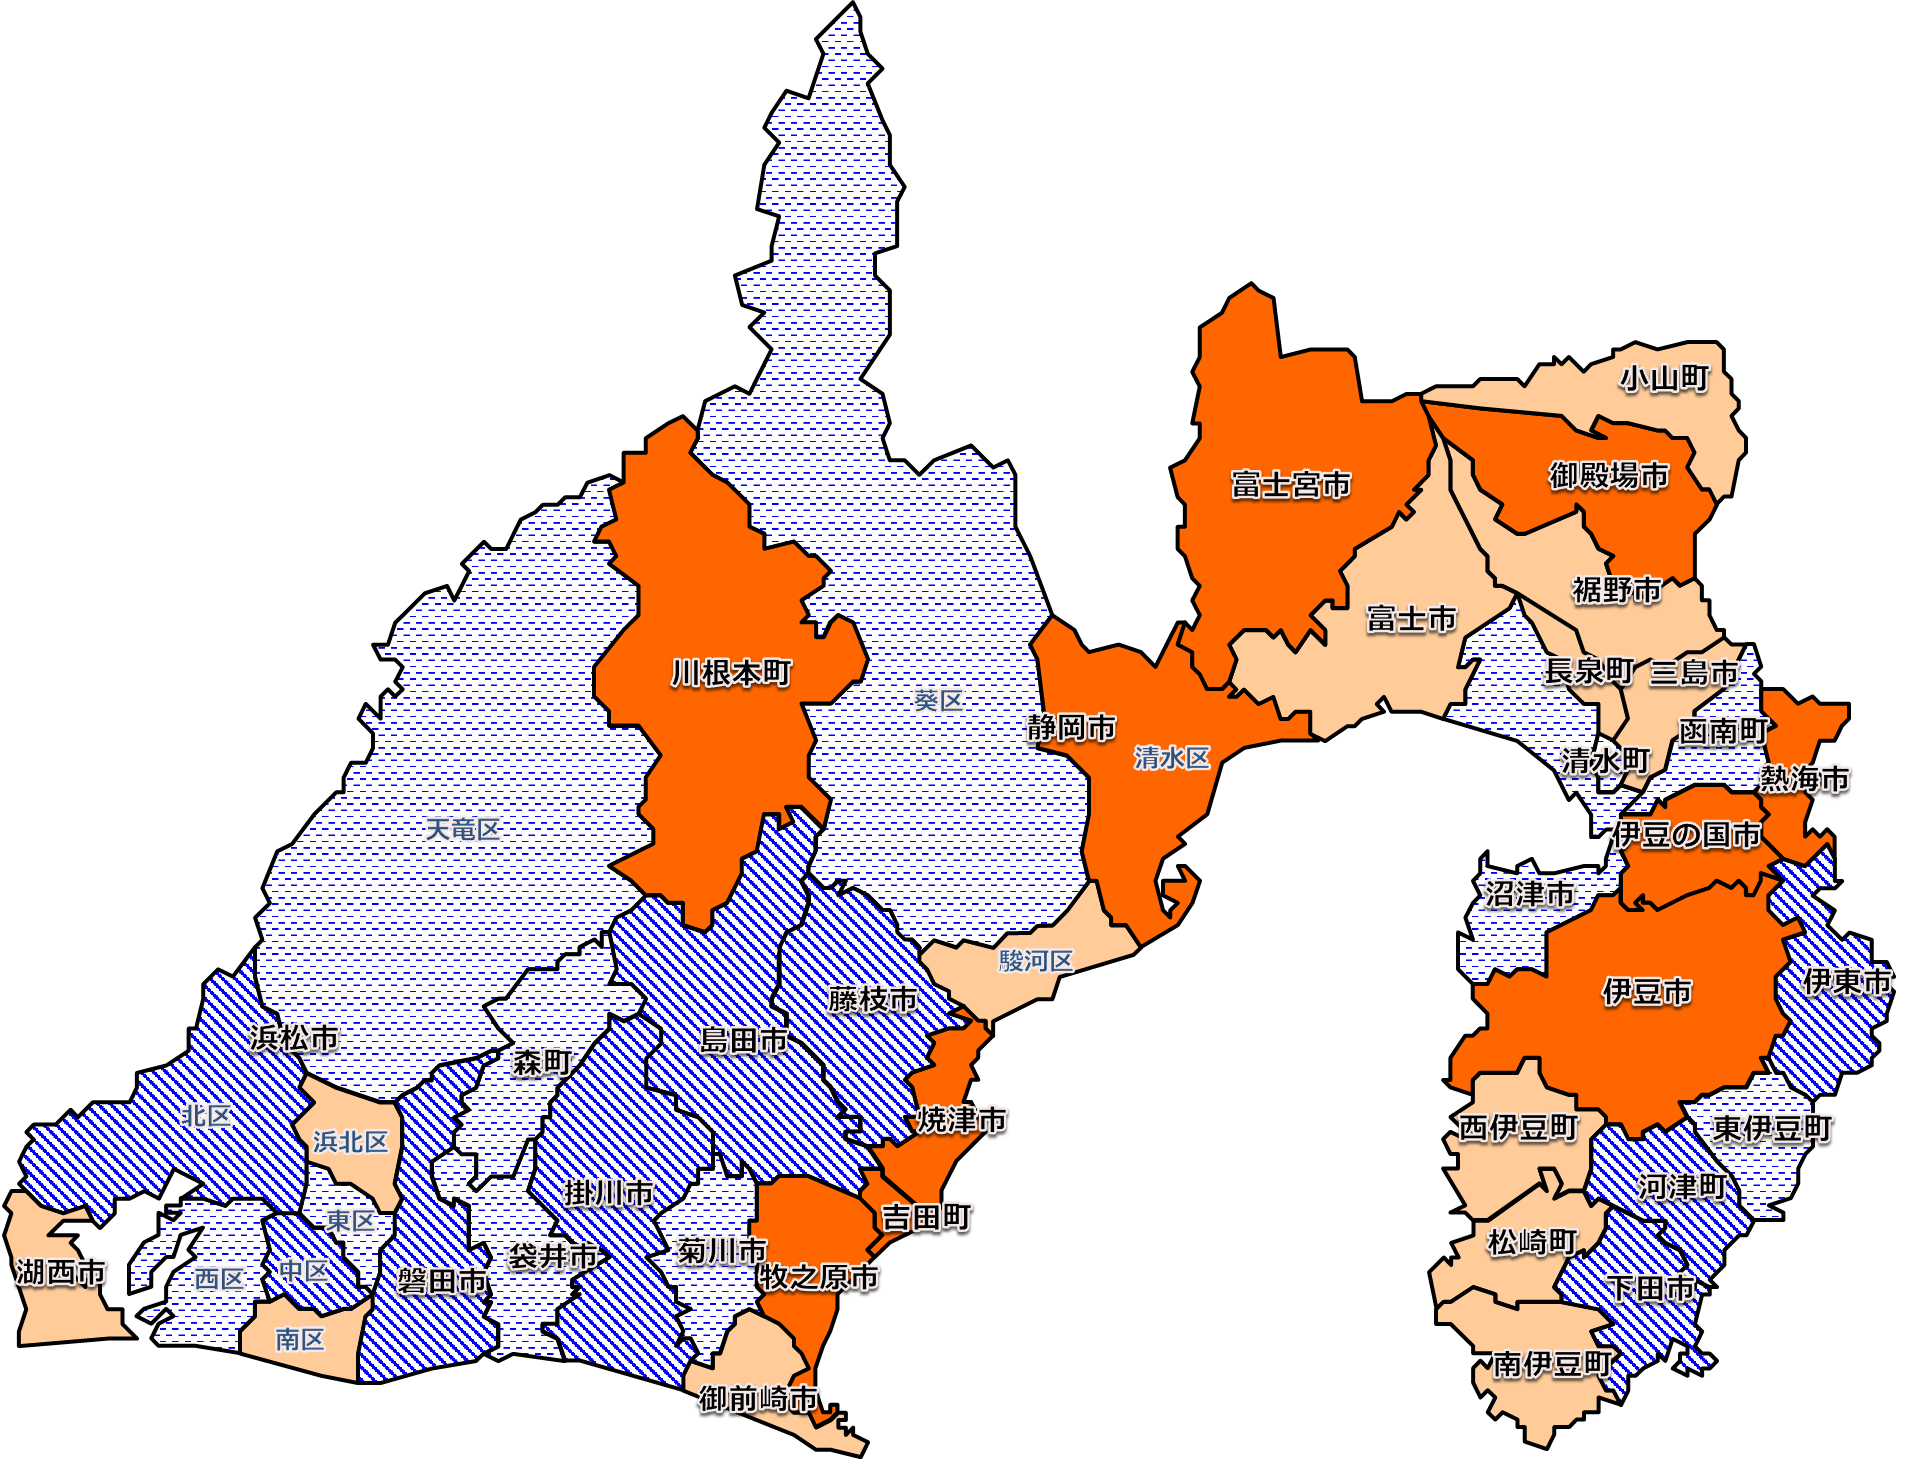 小山町
御殿場市
富士宮市
裾野市
富士市
長泉町
三島市
川根本町
葵区
静岡市
函南町
清水区
清水町
熱海市
天竜区
伊豆の国市
沼津市
駿河区
伊東市
伊豆市
藤枝市
浜松市
島田市
森町
北区
焼津市
西伊豆町
東伊豆町
浜北区
河津町
掛川市
吉田町
東区
松崎町
菊川市
袋井市
湖西市
西区
中区
磐田市
牧之原市
下田市
南区
南伊豆町
御前崎市